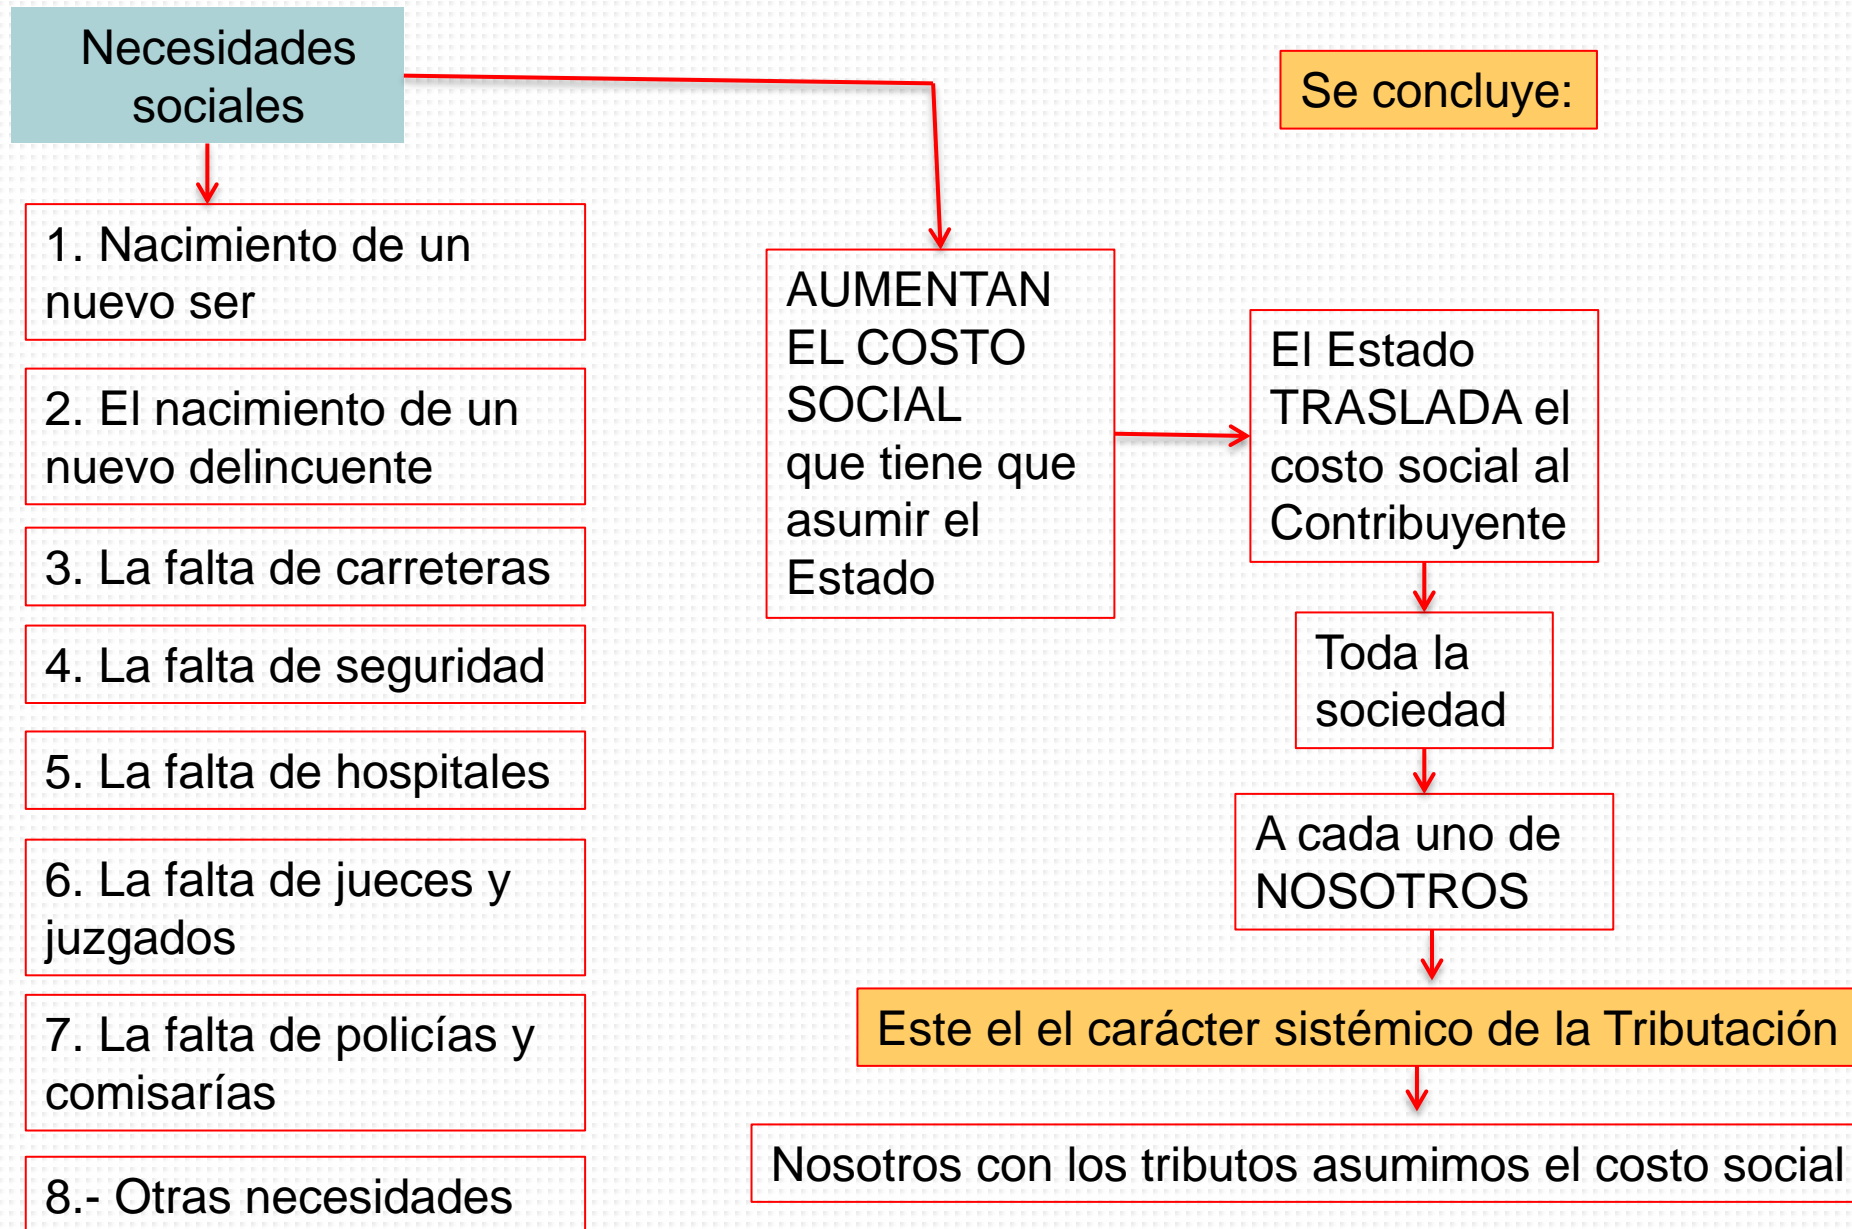 Necesidades
sociales
1. Nacimiento de un
nuevo ser
2. El nacimiento de un
nuevo delincuente
3. La falta de carreteras
4. La falta de seguridad
5. La falta de hospitales
6. La falta de jueces y
juzgados
7. La falta de policías y
comisarías
8.- Otras necesidades
AUMENTAN
EL COSTO
SOCIAL
que tiene que
asumir el
Estado
Se concluye:
El Estado
TRASLADA el
costo social al
Contribuyente
Toda la
sociedad
A cada uno de
NOSOTROS
Este el el carácter sistémico de la Tributación
Nosotros con los tributos asumimos el costo social